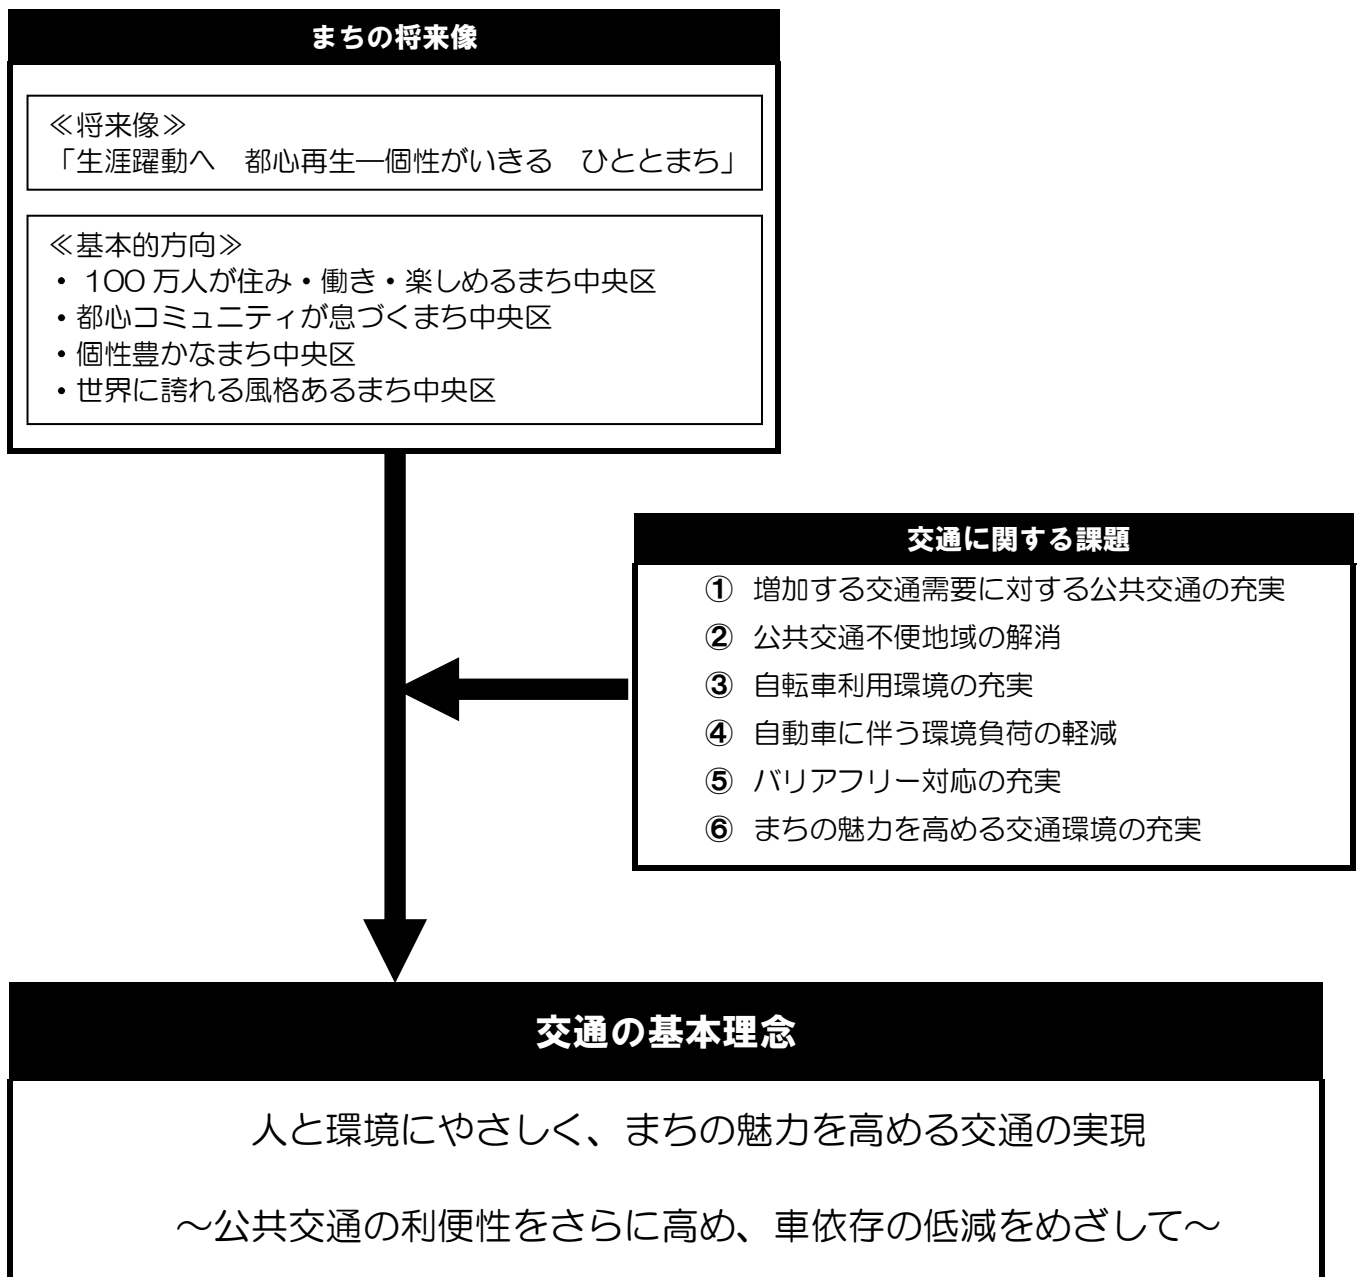 まちの将来像
≪将来像≫
「生涯躍動へ　都心再生―個性がいきる　ひととまち」
≪基本的方向≫
・ 100万人が住み・働き・楽しめるまち中央区
・都心コミュニティが息づくまち中央区
・個性豊かなまち中央区
・世界に誇れる風格あるまち中央区
交通に関する課題
① 増加する交通需要に対する公共交通の充実
② 公共交通不便地域の解消
③ 自転車利用環境の充実
④ 自動車に伴う環境負荷の軽減
⑤ バリアフリー対応の充実
⑥ まちの魅力を高める交通環境の充実
交通の基本理念
人と環境にやさしく、まちの魅力を高める交通の実現
～公共交通の利便性をさらに高め、車依存の低減をめざして～